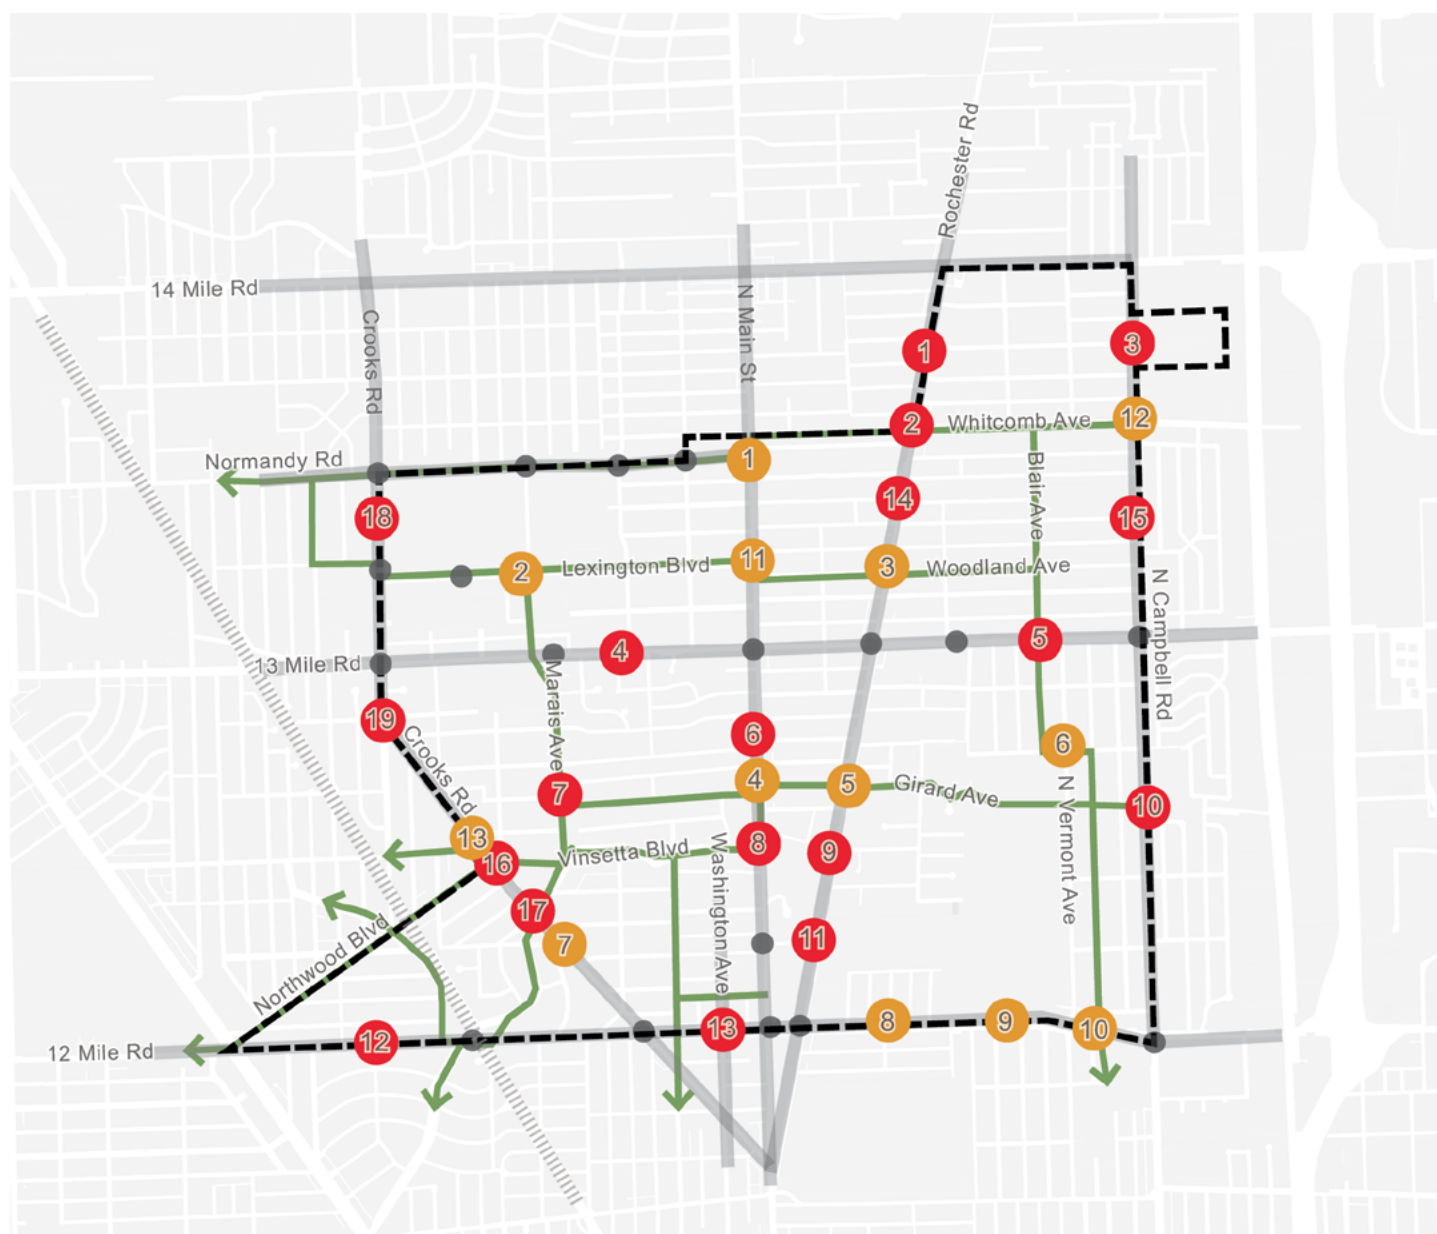 Rochester Rd
14 Mile Rd
N Main St
Crooks Rd
1
3
2
Whitcomb Ave
12
Normandy Rd
1
Blair Ave
14
18
15
2
Lexington Blvd
11
3
Woodland Ave
N Campbell Rd
13 Mile Rd
4
5
Marais Ave
19
6
Crooks Rd
6
7
4
5
Girard Ave
N Vermont Ave
10
13
16
Vinsetta Blvd
8
9
Washington Ave
17
Northwood Blvd
7
11
12 Mile Rd
12
13
8
9
10